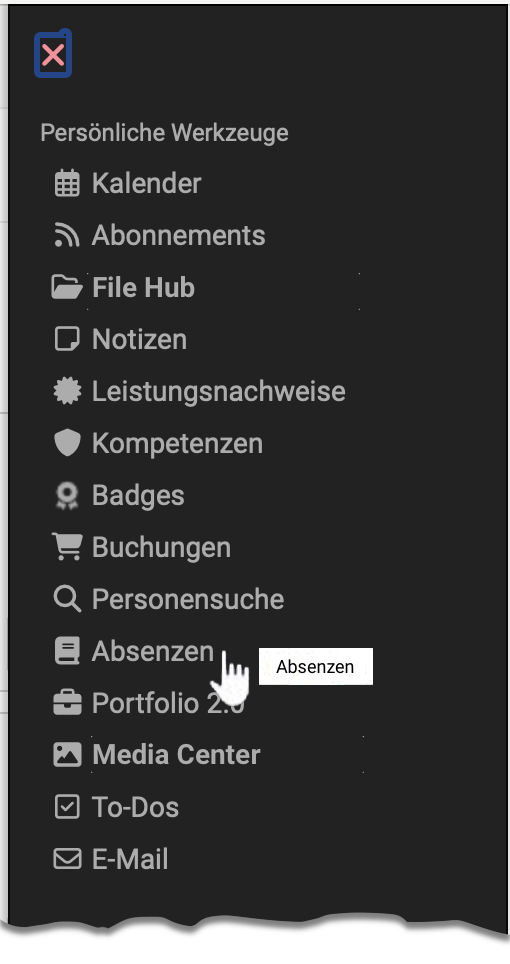 Persönliche Werkzeuge
Kalender
Abonnements
File Hub
Notizen
Leistungsnachweise
Kompetenzen
Badges
Buchungen
Personensuche
Absenzen
Absenzen
Portfolio 2.0
Media Center
To-Dos
E-Mail